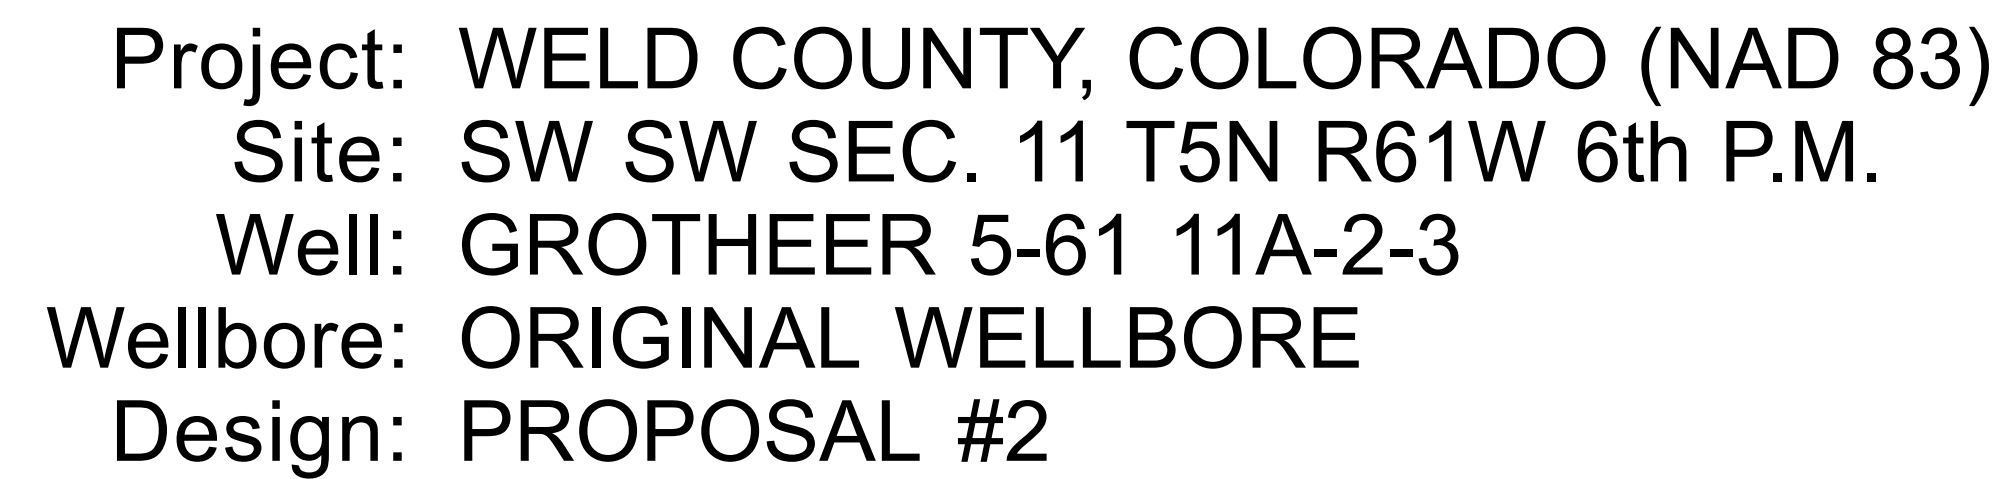 Project: WELD COUNTY, COLORADO (NAD 83)
Site: SW SW SEC. 11 T5N R61W 6th P.M.
Well: GROTHEER 5-61 11A-2-3
Wellbore: ORIGINAL WELLBORE
Design: PROPOSAL #2